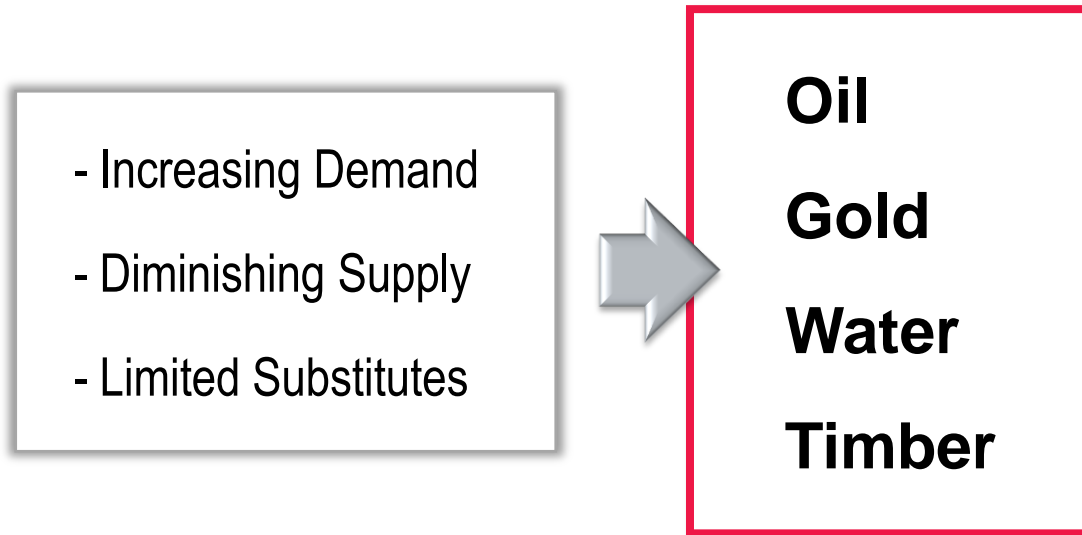 - Increasing Demand
- Diminishing Supply
- Limited Substitutes
Oil
Gold
Water
Timber